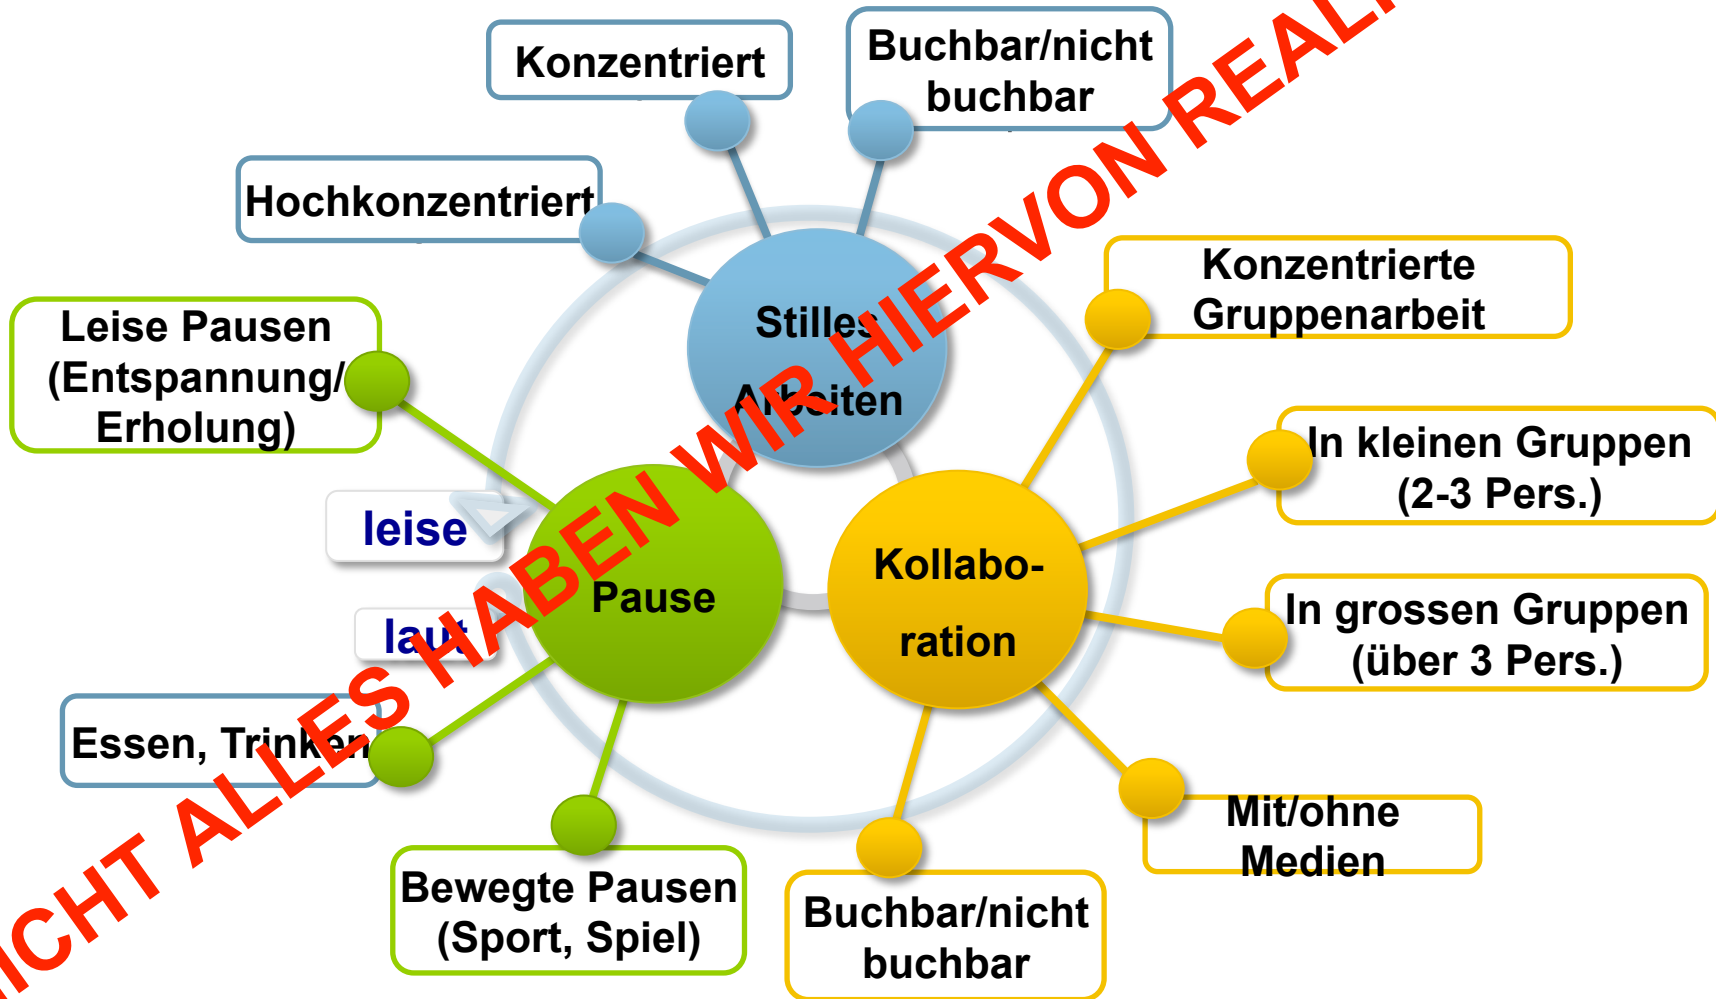 Konzentriert
Buchbar/nicht
buchbar
Hochkonzentriert
Stilles
Arbeiten
Konzentrierte
Gruppenarbeit
Leise Pausen
(Entspannung/
Erholung)
In kleinen Gruppen
(2-3 Pers.)
leise
Pause
Kollabo-
ration
laut
In grossen Gruppen
(über 3 Pers.)
Essen, Trinken
Mit/ohne
Medien
Bewegte Pausen
(Sport, Spiel)
Buchbar/nicht
buchbar
ALLES HABEN WIR HIERVON